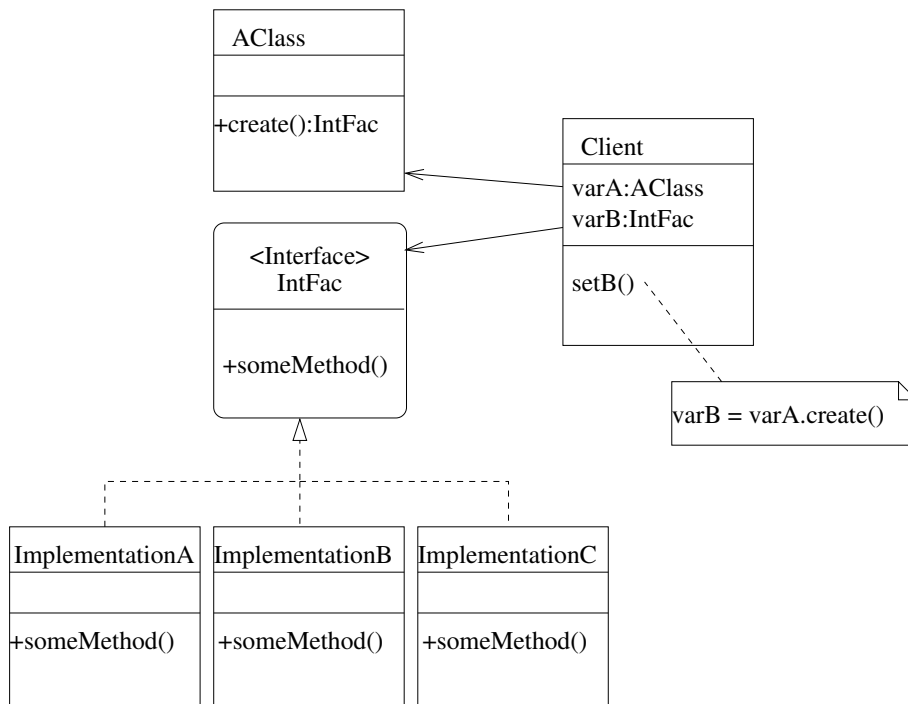 AClass
+create():IntFac
Client
varA:AClass
varB:IntFac
setB()
<Interface>
IntFac
+someMethod()
varB = varA.create()
ImplementationA
+someMethod()
ImplementationB
+someMethod()
ImplementationC
+someMethod()